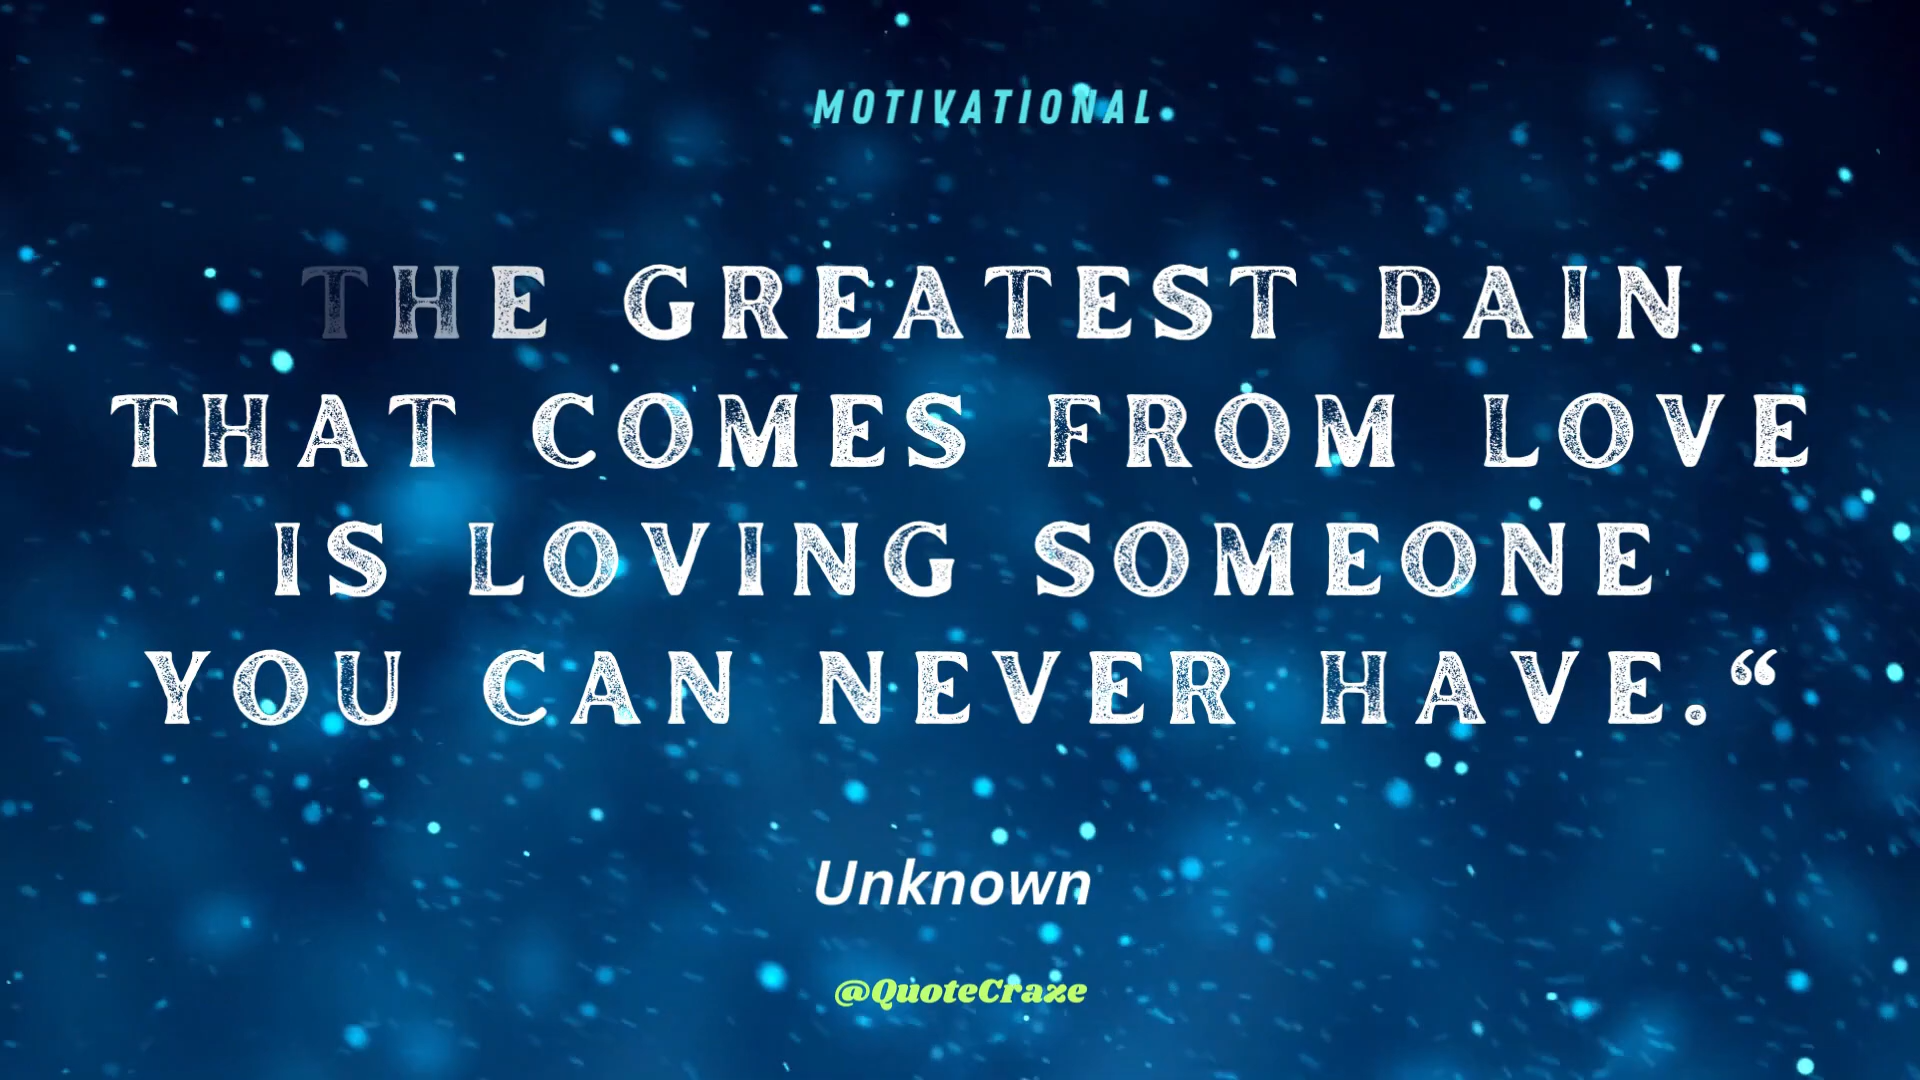 MOTIVATIONAL
THE GREATEST PAIN
THAT COMES FROM LOVE
IS LOVING SOMEONE
YOU CAN NEVER HAVE.“
Unknown
@QuoteCraze